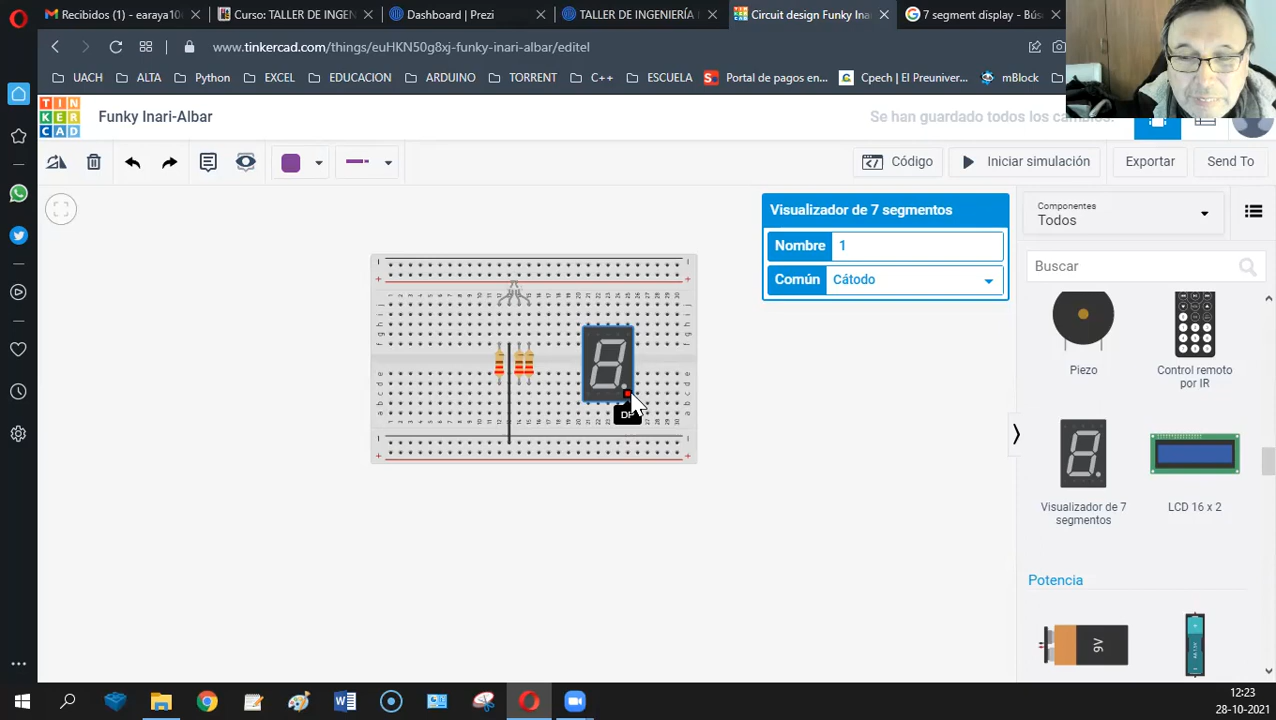 Recibidos (3) - earaya106
Curso: TALLER DE INGEN
Dashboard | Prezi
TALLER DE INGENIERÍA
Circuit design Funky Ina
7 segment display - Bús
www.tinkercad.com/things/euHKN50g8xj-funky-inari-albar/editel
UACH
ALTA
Python
EXCEL
EDUCACION
ARDUINO
TORRENT
C++
ESCUELA
Portal de pagos en...
Cpech | El Preuniver...
mBlock
TIN
KER
CAD
Funky Inari-Albar
Se han guardado todos los cambios.
Código
Iniciar simulación
Exportar
Send To
Visualizador de 7 segmentos
Nombre 1
Común Cátodo
Componentes
Todos
Buscar
Piezo
Control remoto
por IR
Visualizador de 7
segmentos
LCD 16 x 2
Potencia
9V
12:23
28-10-2021